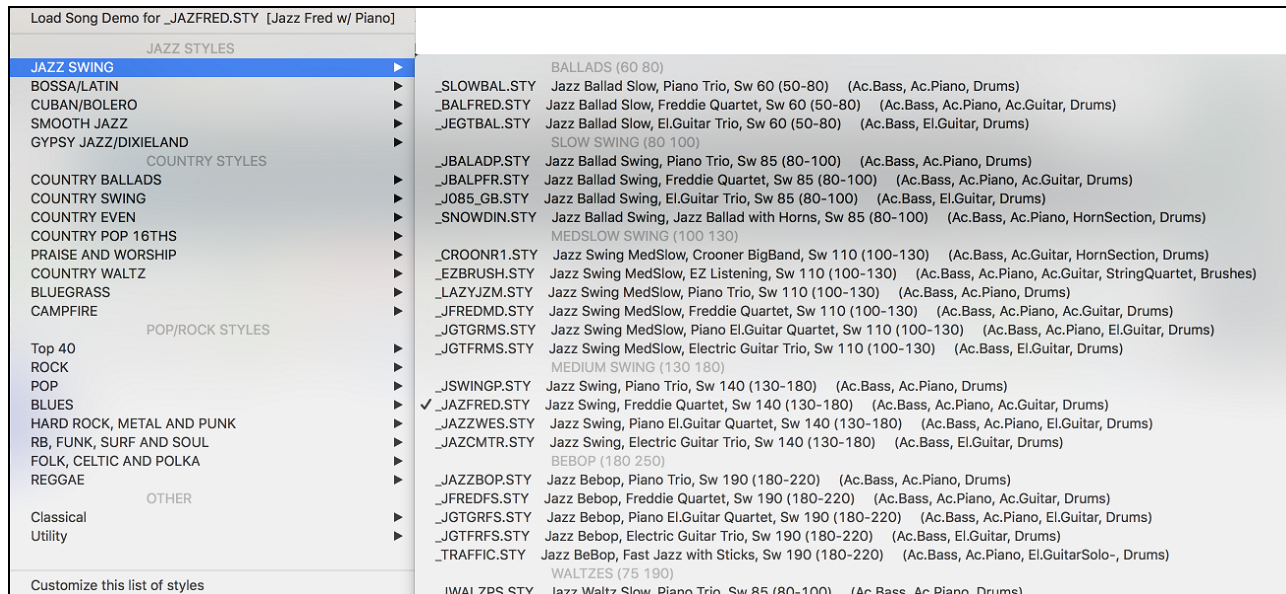 Load Song Demo for _JAZFRED.STY [Jazz Fred w/ Piano]
JAZZ STYLES
JAZZ SWING
BOSSA/LATIN
CUBAN/BOLERO
SMOOTH JAZZ
GYPSY JAZZ/DIXIELAND
COUNTRY STYLES
COUNTRY BALLADS
COUNTRY SWING
COUNTRY EVEN
COUNTRY POP 16THS
PRAISE AND WORSHIP
COUNTRY WALTZ
BLUEGRASS
CAMPFIRE
POP/ROCK STYLES
Top 40
ROCK
POP
BLUES
HARD ROCK, METAL AND PUNK
RB, FUNK, SURF AND SOUL
FOLK, CELTIC AND POLKA
REGGAE
OTHER
Classical
Utility
Customize this list of styles
BALLADS (60 80)
_SLOWBAL.STY Jazz Ballad Slow, Piano Trio, Sw 60 (50-80) (Ac.Bass, Ac.Piano, Drums)
_BALFRED.STY Jazz Ballad Slow, Freddie Quartet, Sw 60 (50-80) (Ac.Bass, Ac.Piano, Ac.Guitar, Drums)
_JEGTBAL.STY Jazz Ballad Slow, El.Guitar Trio, Sw 60 (50-80) (Ac.Bass, El.Guitar, Drums)
SLOW SWING (80 100)
_JBALADP.STY Jazz Ballad Swing, Piano Trio, Sw 85 (80-100) (Ac.Bass, Ac.Piano, Drums)
_JBALPFR.STY Jazz Ballad Swing, Freddie Quartet, Sw 85 (80-100) (Ac.Bass, Ac.Piano, Ac.Guitar, Drums)
_J085_GB.STY Jazz Ballad Swing, El.Guitar Trio, Sw 85 (80-100) (Ac.Bass, El.Guitar, Drums)
_SNOWDIN.STY Jazz Ballad Swing, Jazz Ballad with Horns, Sw 85 (80-100) (Ac.Bass, Ac.Piano, HornSection, Drums)
MEDSLOW SWING (100 130)
_CROONR1.STY Jazz Swing MedSlow, Crooner BigBand, Sw 110 (100-130) (Ac.Bass, Ac.Guitar, HornSection, Drums)
_EZBRUSH.STY Jazz Swing MedSlow, EZ Listening, Sw 110 (100-130) (Ac.Bass, Ac.Piano, Ac.Guitar, StringQuartet, Brushes)
_LAZYJZM.STY Jazz Swing MedSlow, Piano Trio, Sw 110 (100-130) (Ac.Bass, Ac.Piano, Drums)
_JFREDMD.STY Jazz Swing MedSlow, Freddie Quartet, Sw 110 (100-130) (Ac.Bass, Ac.Piano, Ac.Guitar, Drums)
_JGTGRMS.STY Jazz Swing MedSlow, Piano El.Guitar Quartet, Sw 110 (100-130) (Ac.Bass, Ac.Piano, El.Guitar, Drums)
_JGTFRMS.STY Jazz Swing MedSlow, Electric Guitar Trio, Sw 110 (100-130) (Ac.Bass, El.Guitar, Drums)
MEDIUM SWING (130 180)
_JSWINGP.STY Jazz Swing, Piano Trio, Sw 140 (130-180) (Ac.Bass, Ac.Piano, Drums)
✓ _JAZFRED.STY Jazz Swing, Freddie Quartet, Sw 140 (130-180) (Ac.Bass, Ac.Piano, Ac.Guitar, Drums)
_JAZZWES.STY Jazz Swing, Piano El.Guitar Quartet, Sw 140 (130-180) (Ac.Bass, Ac.Piano, El.Guitar, Drums)
_JAZCMTR.STY Jazz Swing, Electric Guitar Trio, Sw 140 (130-180) (Ac.Bass, El.Guitar, Drums)
BEBOP (180 250)
_JAZZBOP.STY Jazz Bebop, Piano Trio, Sw 190 (180-220) (Ac.Bass, Ac.Piano, Drums)
_JFREDFS.STY Jazz Bebop, Freddie Quartet, Sw 190 (180-220) (Ac.Bass, Ac.Piano, Ac.Guitar, Drums)
_JGTGRFS.STY Jazz Bebop, Piano El.Guitar Quartet, Sw 190 (180-220) (Ac.Bass, Ac.Piano, El.Guitar, Drums)
_JGTFRFS.STY Jazz Bebop, Electric Guitar Trio, Sw 190 (180-220) (Ac.Bass, El.Guitar, Drums)
_TRAFFIC.STY Jazz BeBop, Fast Jazz with Sticks, Sw 190 (180-220) (Ac.Bass, Ac.Piano, El.GuitarSolo-, Drums)
WALTZES (75 190)
_JWALZPS.STY Jazz Waltz Slow, Piano Trio, Sw 85 (80-100) (Ac.Bass, Ac.Piano, Drums)